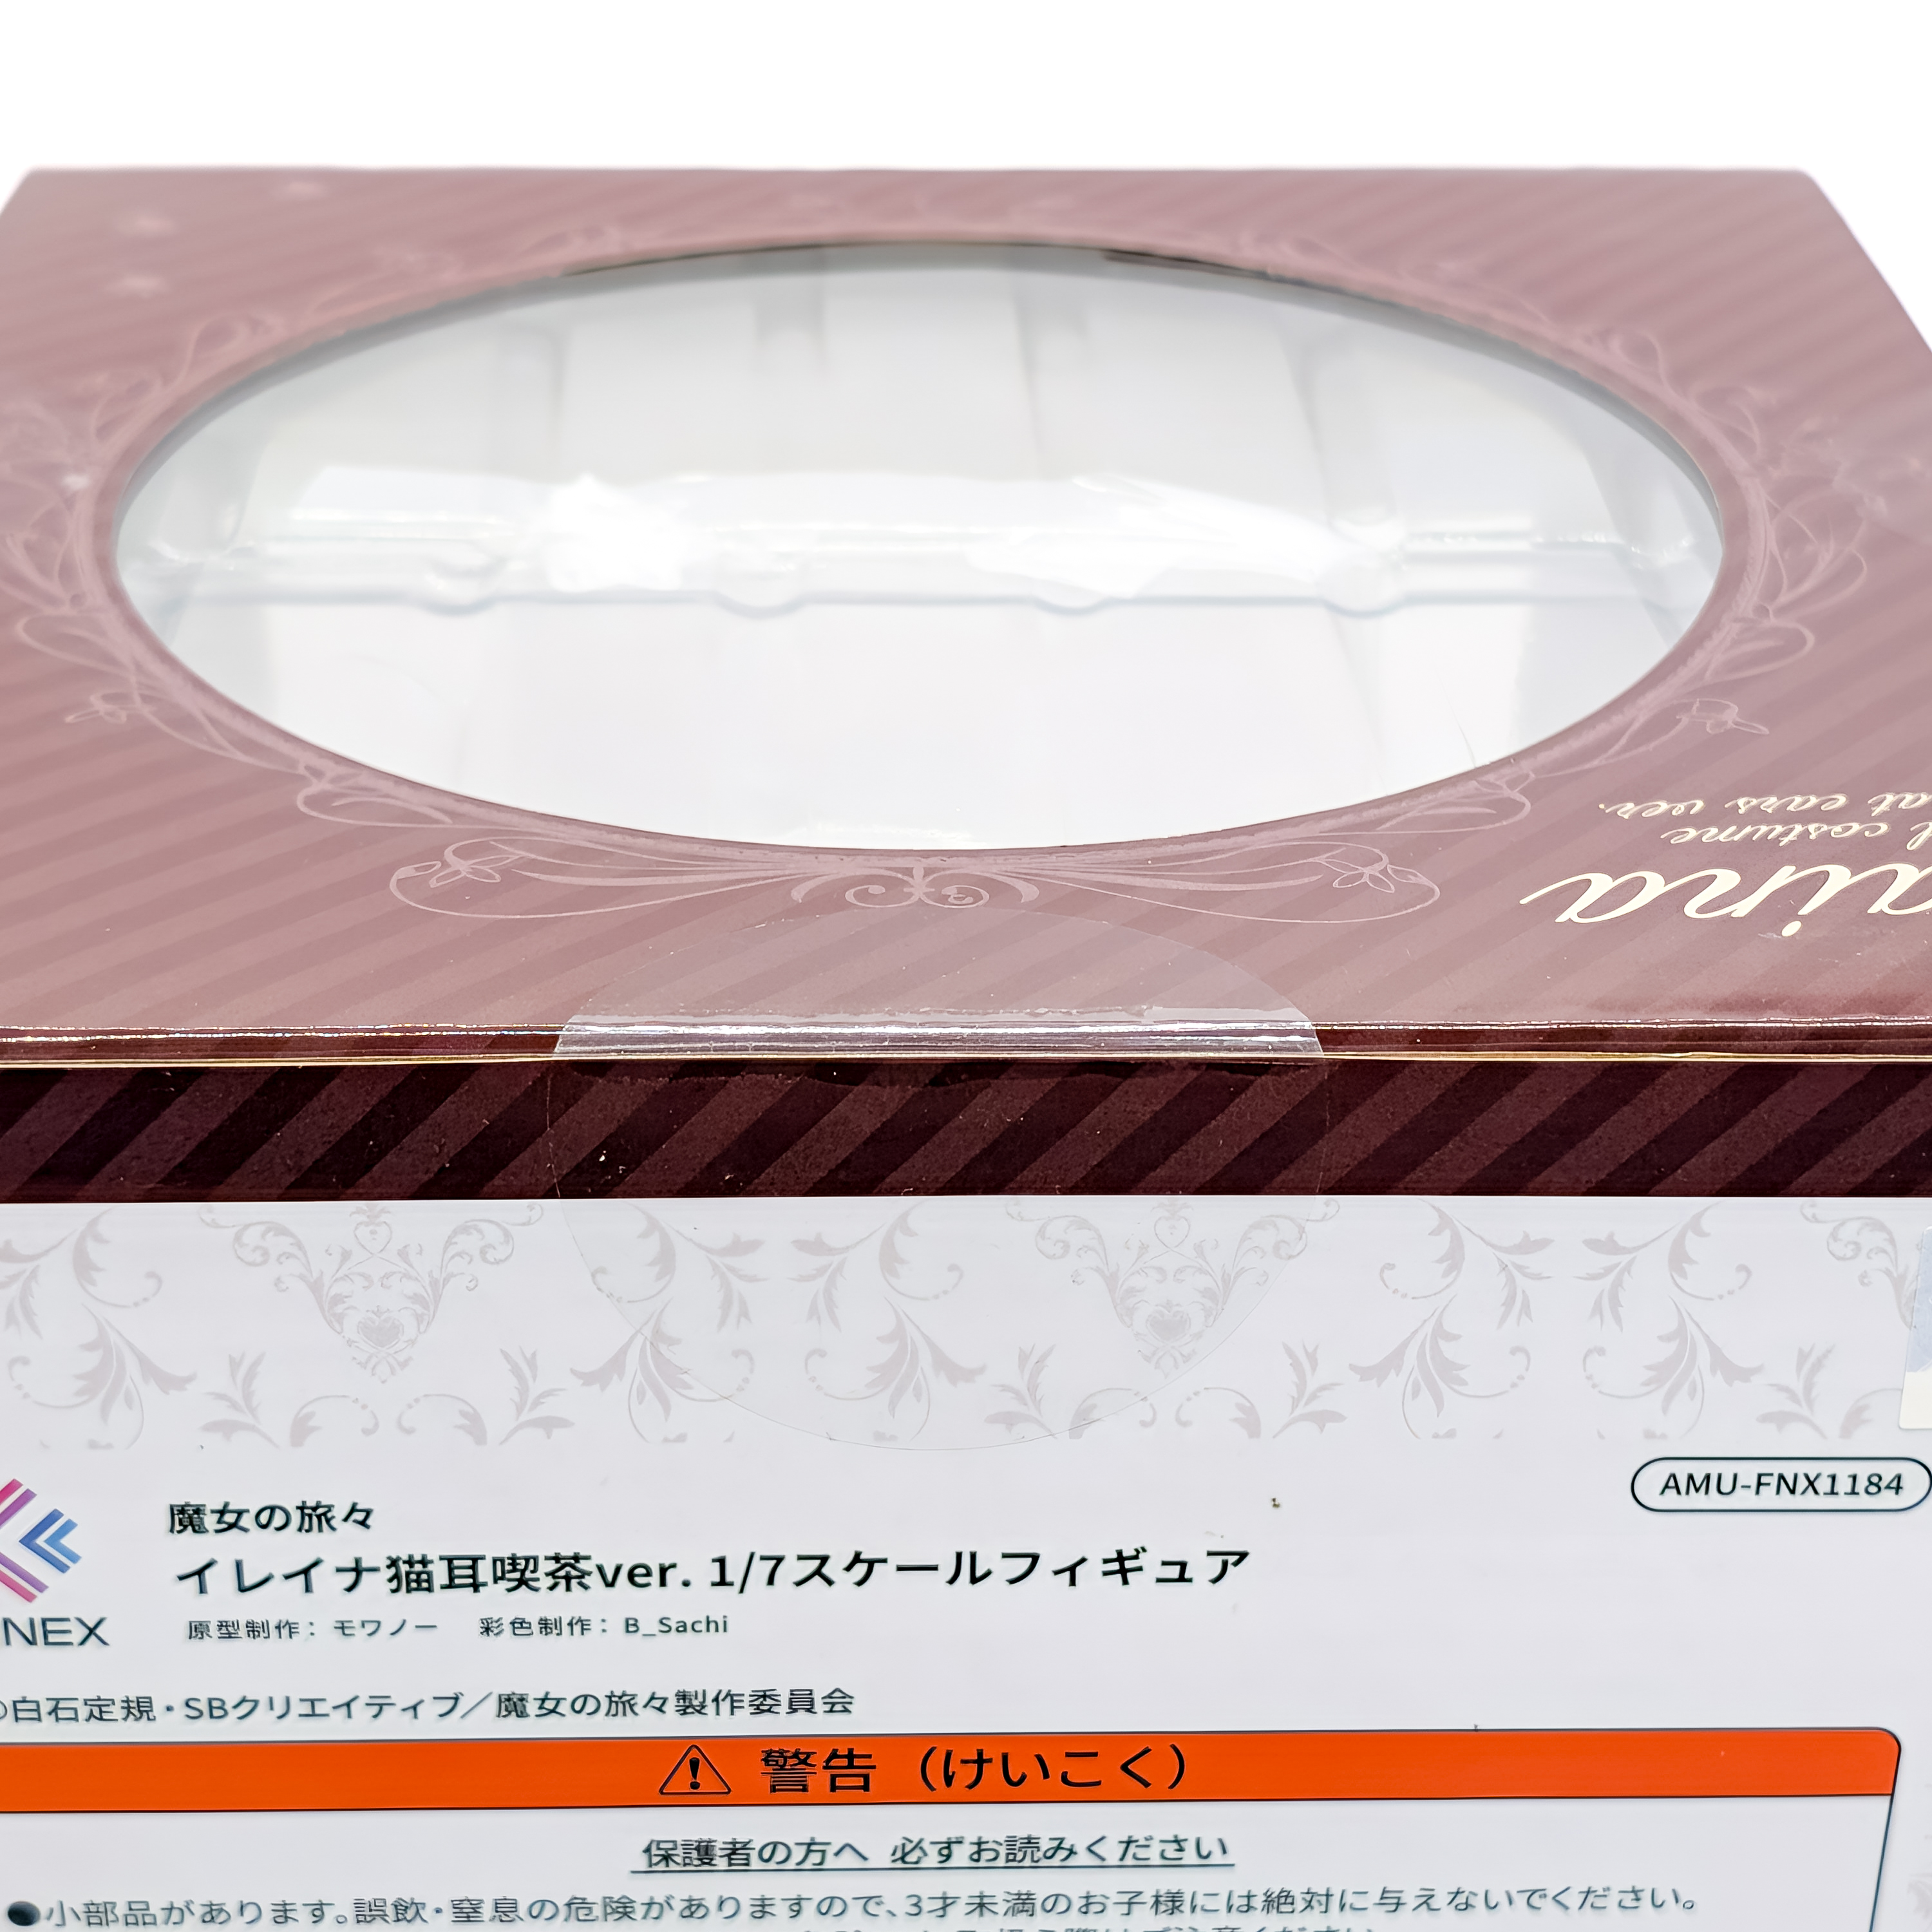 at ears ver.
costume
aina
AMU-FNX1184
NEX
魔女の旅々
イレイナ猫耳喫茶ver. 1/7スケールフィギュア
原型制作：モワノー　彩色制作：B_Sachi
©白石定規・SBクリエイティブ／魔女の旅々製作委員会
⚠ 警告（けいこく）
保護者の方へ 必ずお読みください
●小部品があります。誤飲・窒息の危険がありますので、3才未満のお子様には絶対に与えないでください。